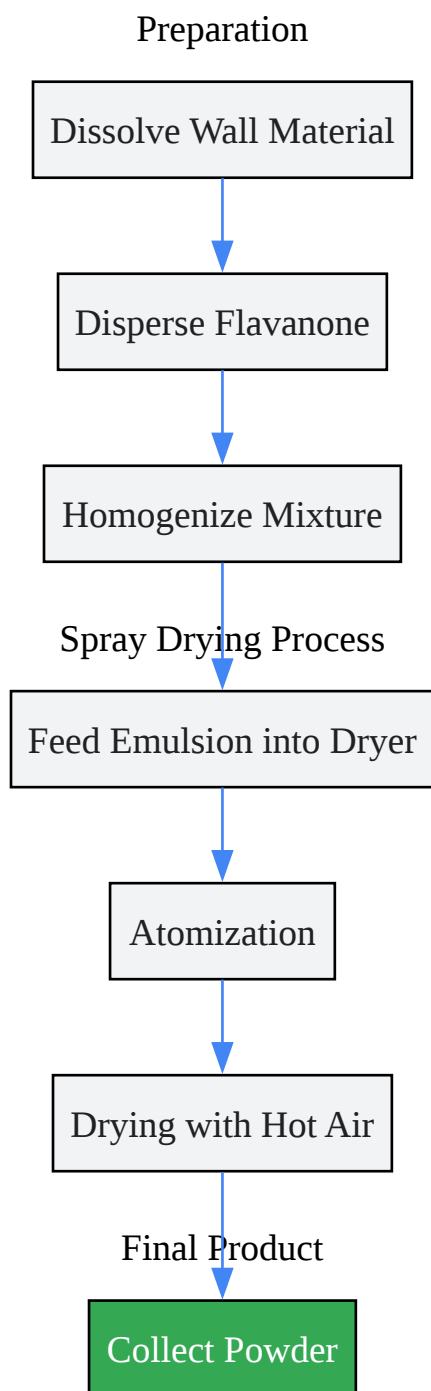 Preparation
Dissolve Wall Material
Disperse Flavanone
Homogenize Mixture
Spray Drying Process
Feed Emulsion into Dryer
Atomization
Drying with Hot Air
Final Product
Collect Powder